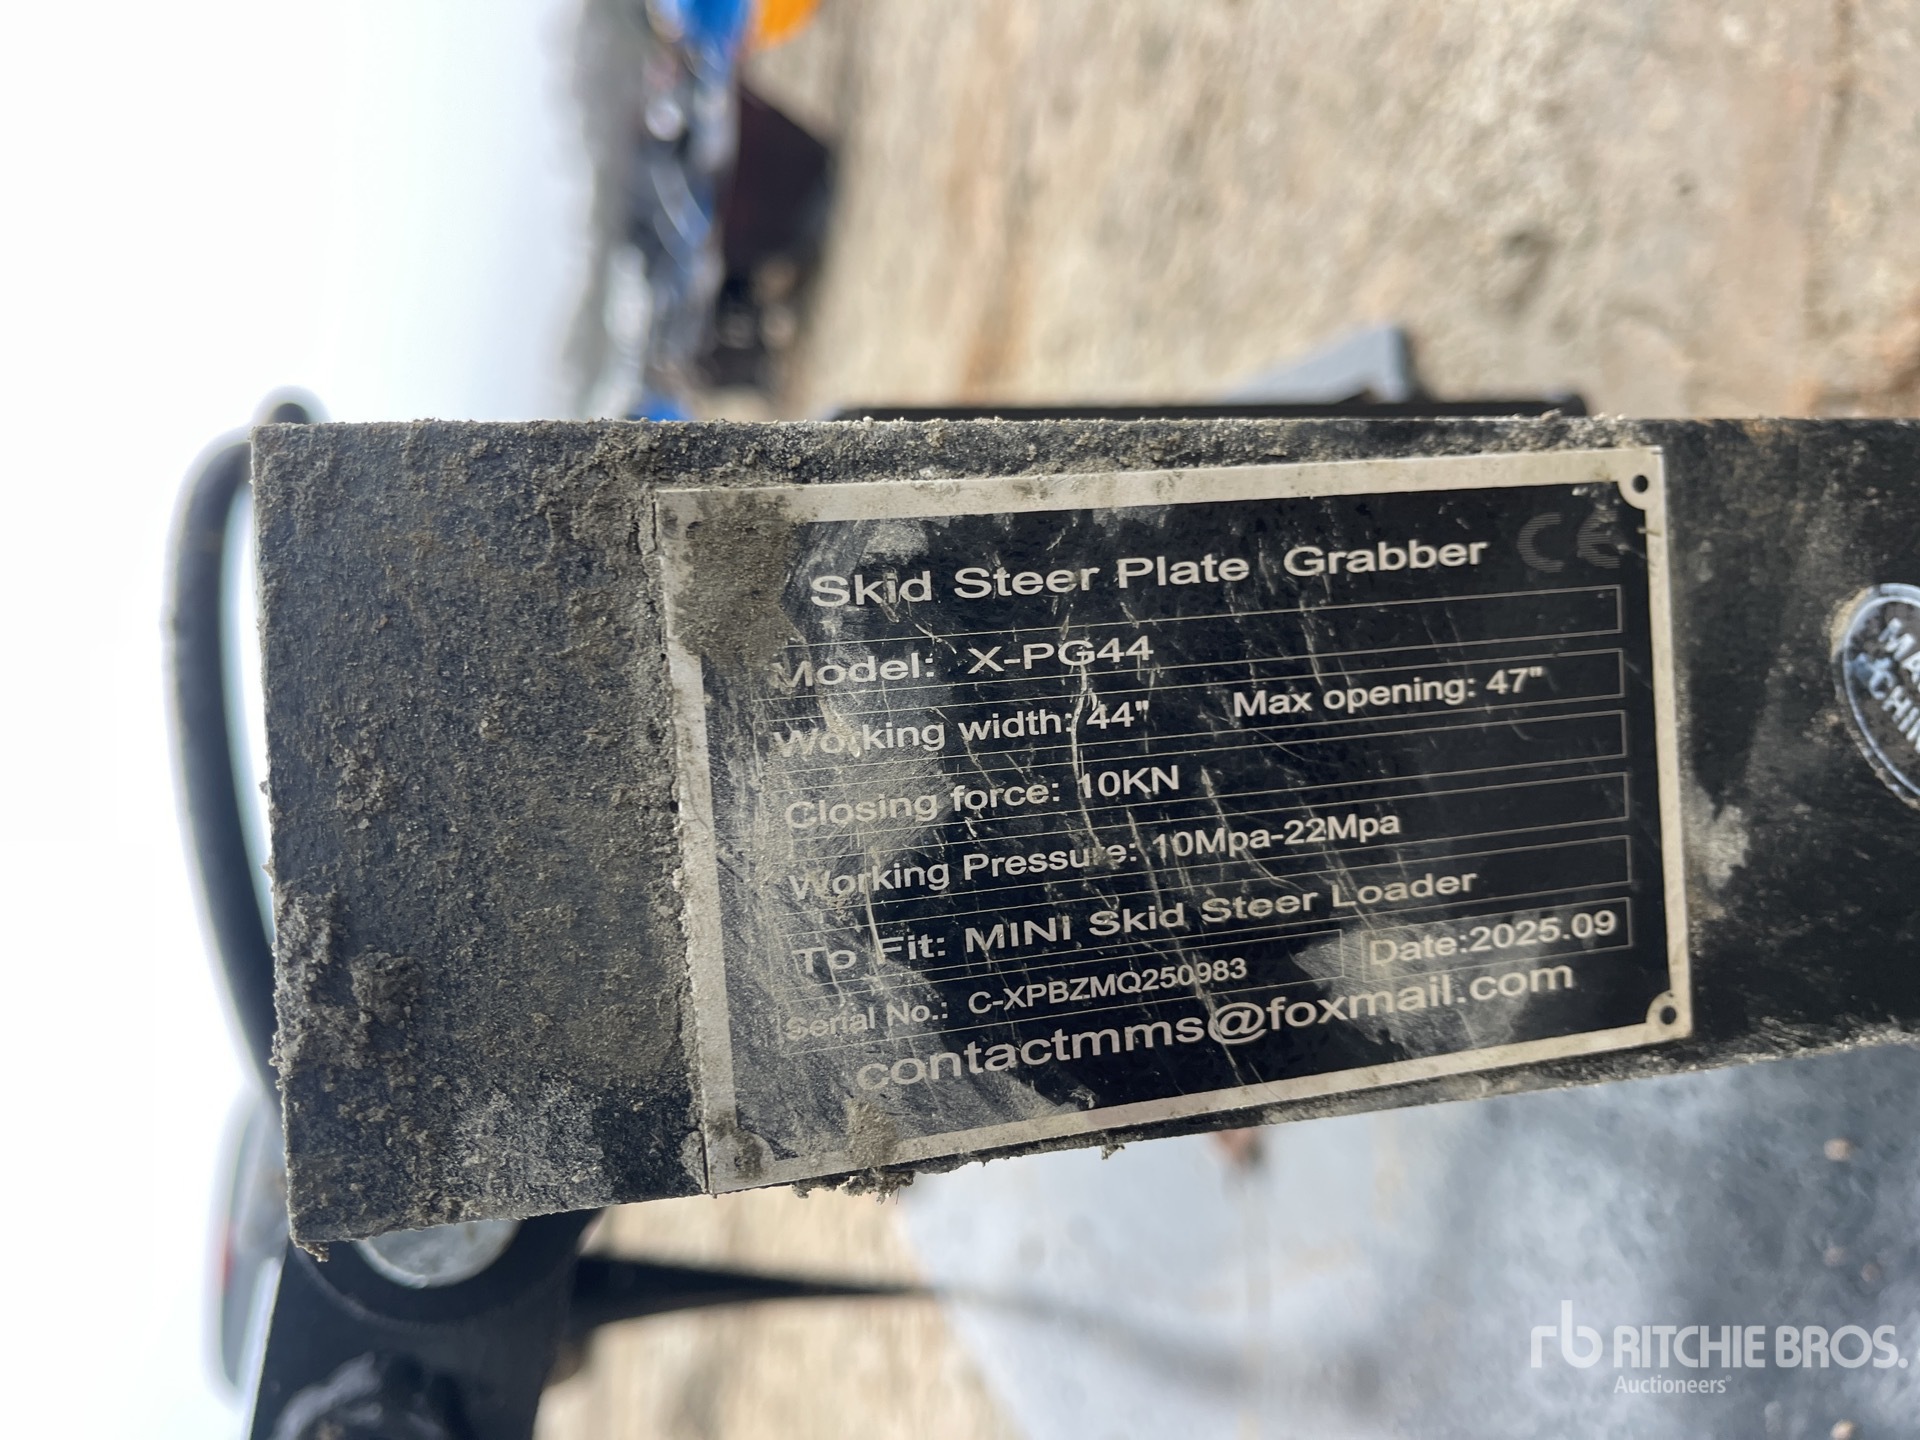 Skid Steer Plate Grabber CE
Model: X-PG44
Working width: 44" Max opening: 47"
Closing force: 10KN
Working Pressure: 10Mpa-22Mpa
To Fit: MINI Skid Steer Loader
Serial No.: C-XPBZMQ250983 Date:2025.09
contactmms@foxmail.com
rb RITCHIE BROS.
Auctioneers